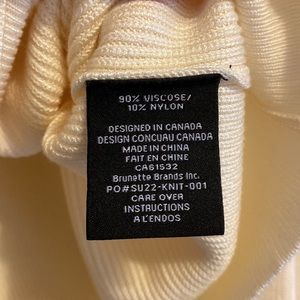 90% VISCOSE/
10% NYLON
DESIGNED IN CANADA
DESIGN CONCUAU CANADA
MADE IN CHINA
FAIT EN CHINE
CA61532
Brunette Brands Inc.
PO#SU22-KNIT-001
CARE OVER
INSTRUCTIONS
A L'ENDOS